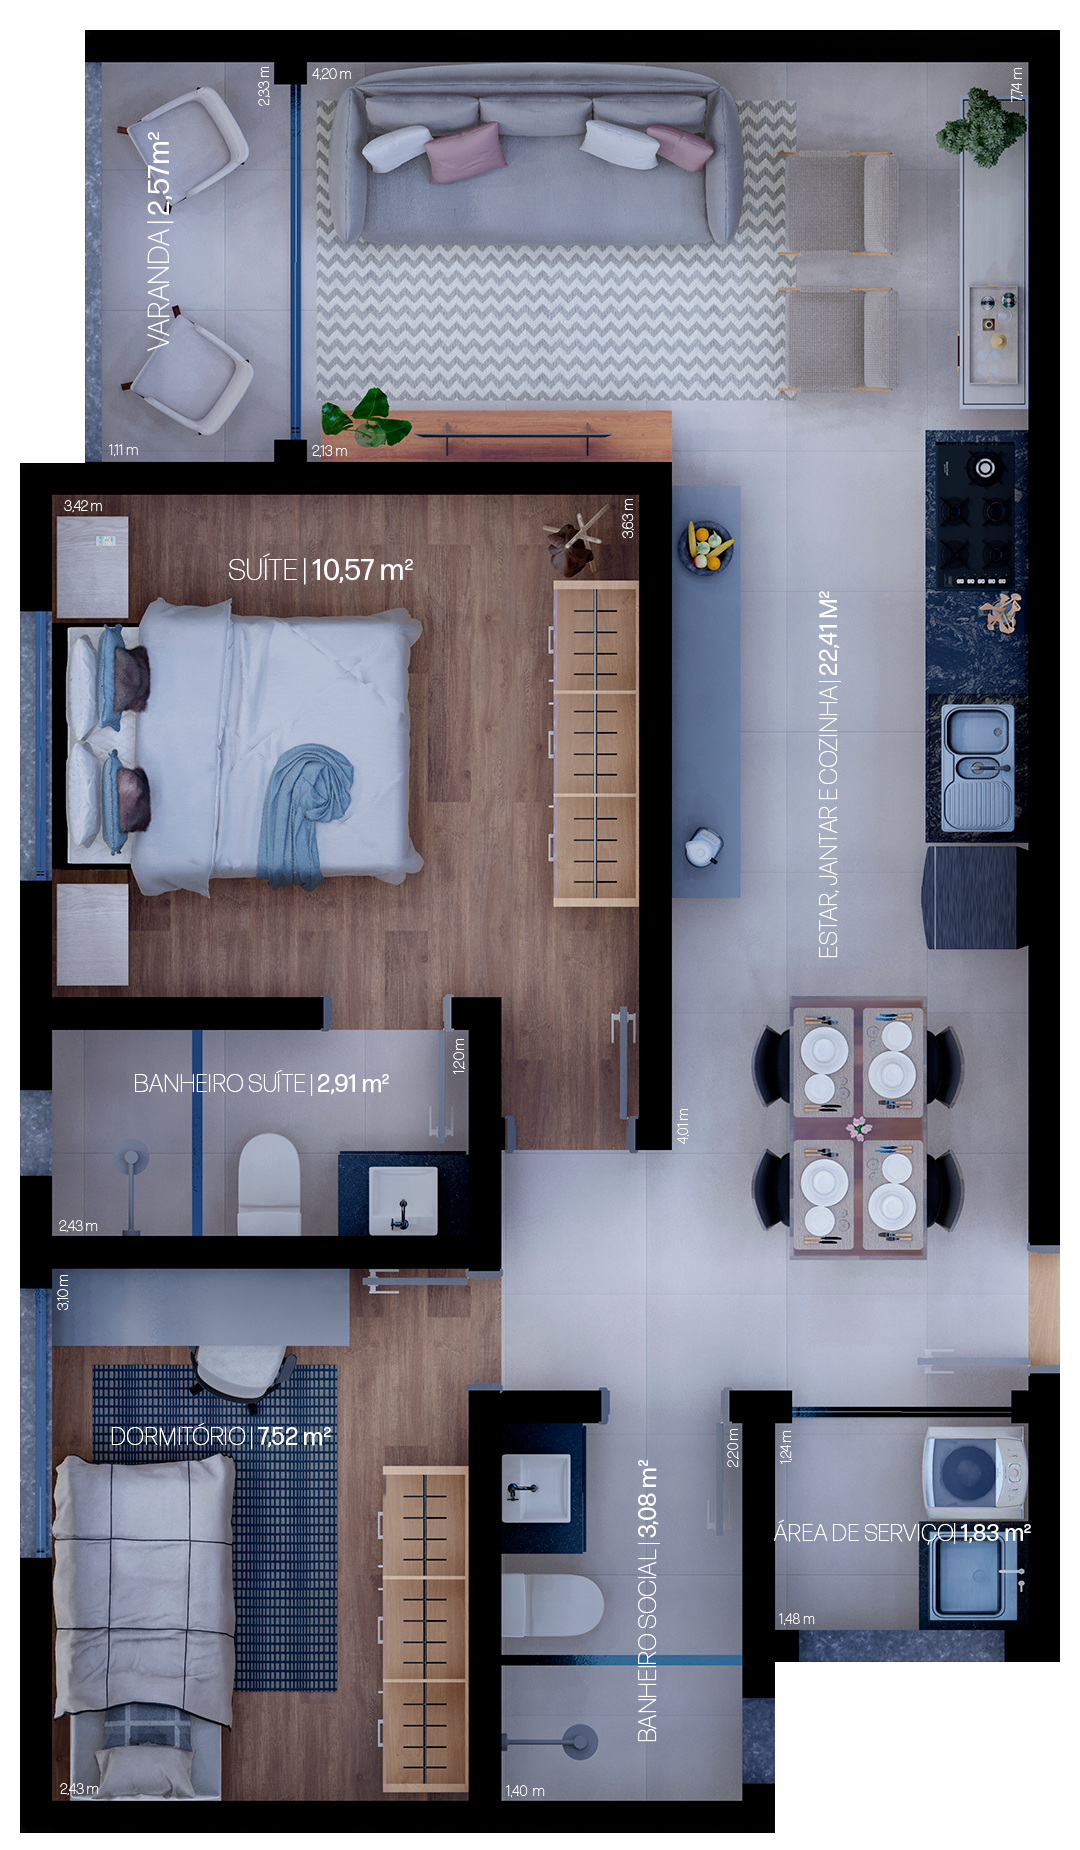 2,33 m
4,20 m
7,74 m
VARANDA | 2,57m²
1,11 m
2,13 m
3,42 m
3,63 m
SUÍTE | 10,57 m²
ESTAR, JANTAR E COZINHA | 22,41 M²
1,20m
BANHEIRO SUÍTE | 2,91 m²
4,01 m
2,43 m
3,10 m
DORMITÓRIO | 7,52 m²
2,20 m
1,24 m
BANHEIRO SOCIAL | 3,08 m²
ÁREA DE SERVIÇO| 1,83 m²
1,48 m
2,43 m
1,40 m